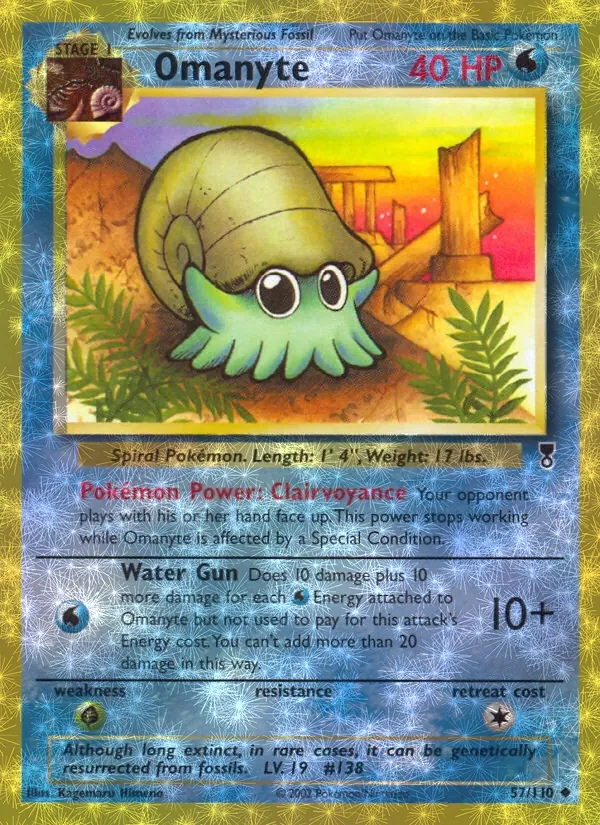 Evolves from Mysterious Fossil Put Omanyte on the Basic Pokémon
STAGE 1
Omanyte 40 HP
Spiral Pokémon. Length: 1' 4", Weight: 17 lbs.
Pokémon Power: Clairvoyance Your opponent
plays with his or her hand face up. This power stops working
while Omanyte is affected by a Special Condition.
Water Gun Does 10 damage plus 10
more damage for each Energy attached to
Omanyte but not used to pay for this attack's
Energy cost. You can't add more than 20
damage in this way.
10+
weakness resistance retreat cost
Although long extinct, in rare cases, it can be genetically
resurrected from fossils. LV. 19 #138
Illus. Kagemaru Himeno ©2002 Pokémon/Nintendo 57/110